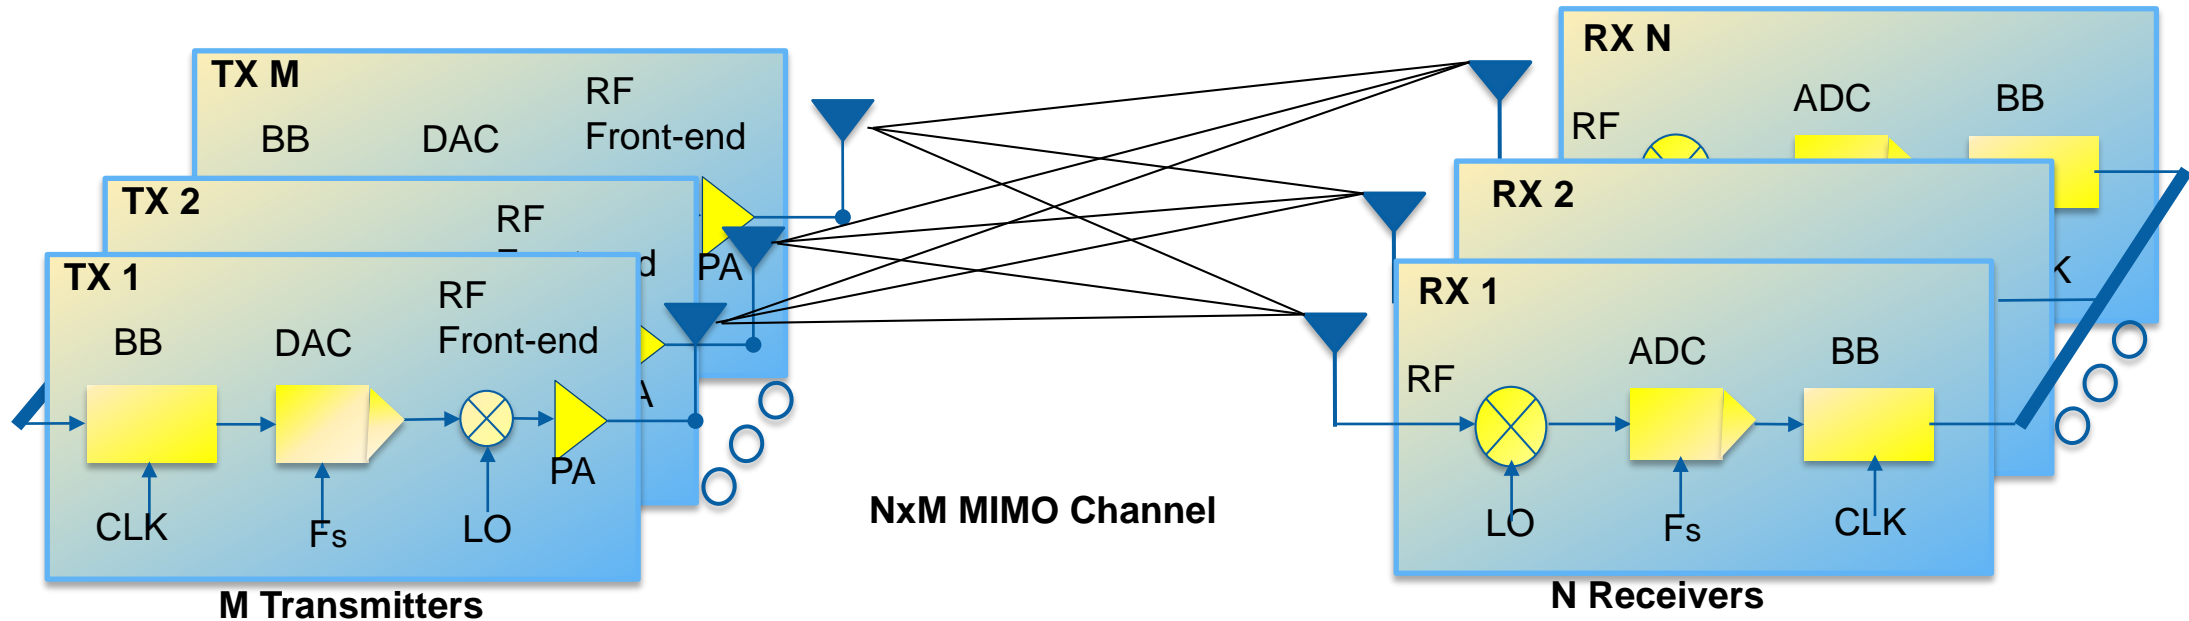 TX M
RF
Front-end
BB
DAC
PA
TX 2
RF
d
A
TX 1
RF
Front-end
BB
DAC
PA
CLK
Fs
LO
M Transmitters
NxM MIMO Channel
RX N
RF
ADC
BB
K
RX 2
RX 1
RF
ADC
BB
LO
Fs
CLK
N Receivers